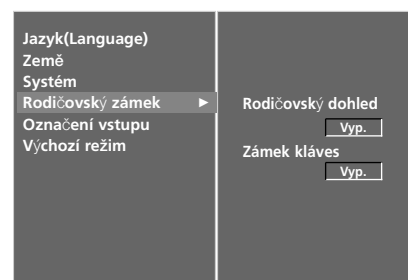 Jazyk(Language)
Země
Systém
Rodičovský zámek ►
Označení vstupu
Výchozí režim
Rodičovský dohled
Vyp.
Zámek kláves
Vyp.